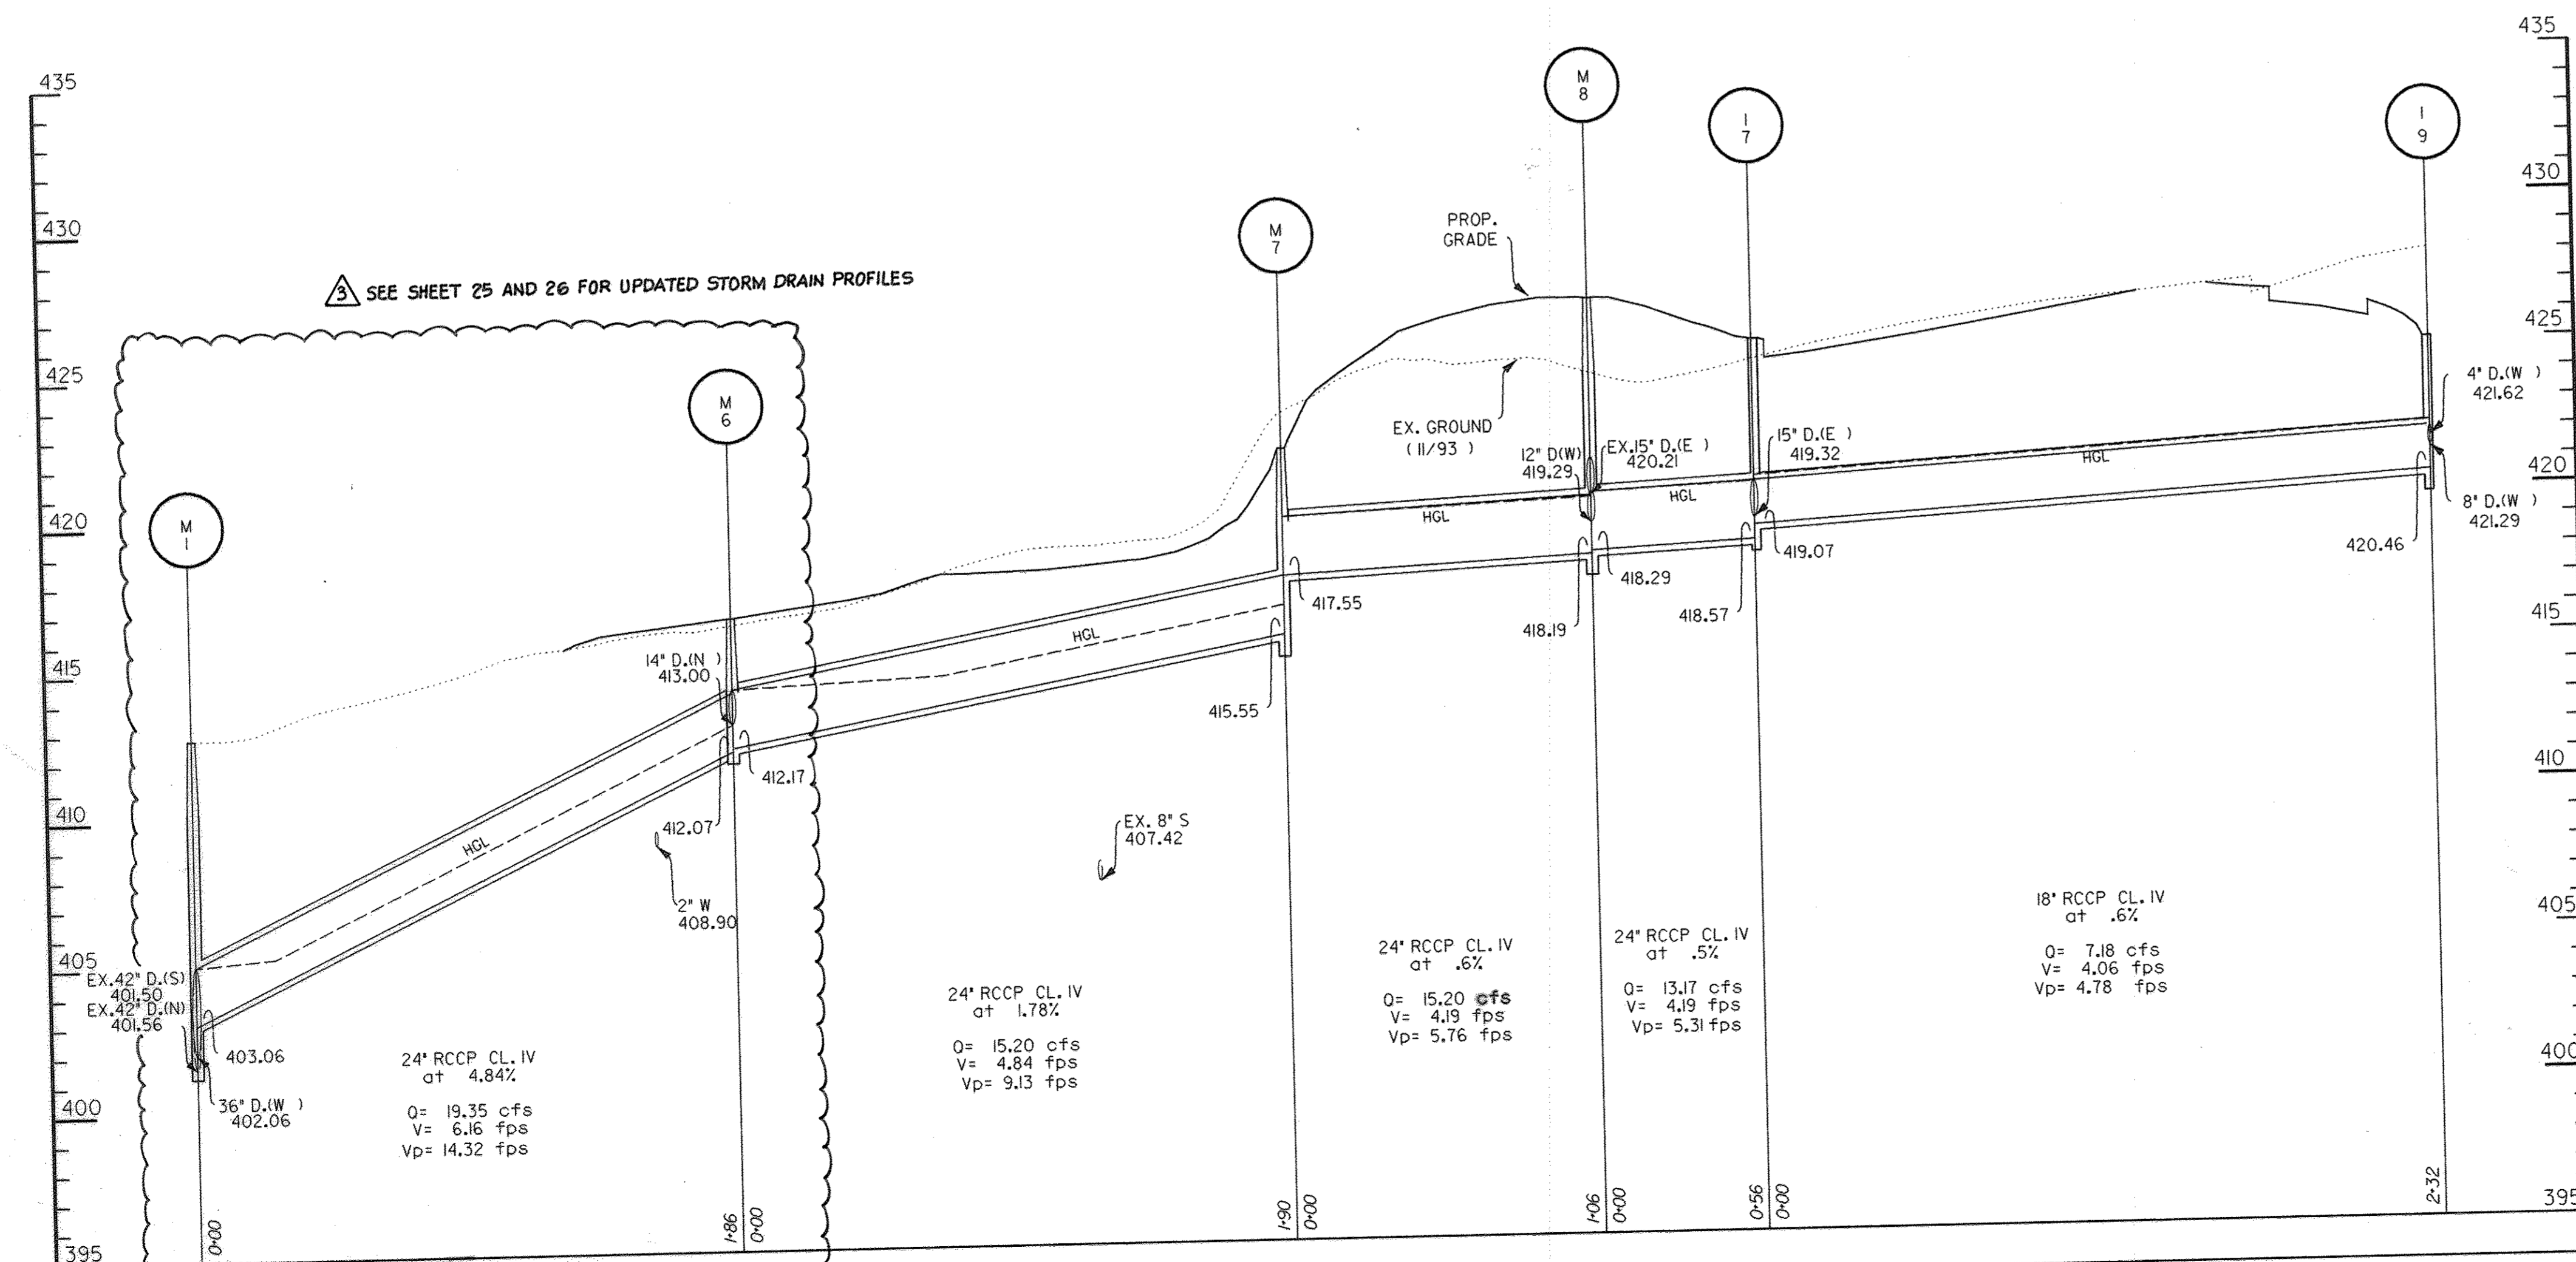 435
430
425
420
415
410
405
400
395
435
430
425
420
415
410
405
400
395
3
SEE SHEET 25 AND 26 FOR UPDATED STORM DRAIN PROFILES
M
1
M
6
M
7
M
8
I
7
I
9
PROP.
GRADE
EX. GROUND
( 11/93 )
14" D.(N )
413.00
12" D(W)
419.29
EX.15" D.(E )
420.21
15" D.(E )
419.32
4" D.(W )
421.62
8" D.(W )
421.29
HGL
HGL
HGL
HGL
HGL
EX.42" D.(S)
401.50
EX.42" D.(N)
401.56
403.06
36" D.(W )
402.06
412.07
412.17
2" W
408.90
EX. 8" S
407.42
415.55
417.55
418.19
418.29
418.57
419.07
420.46
24" RCCP CL. IV
at 4.84%
Q= 19.35 cfs
V= 6.16 fps
Vp= 14.32 fps
24" RCCP CL. IV
at 1.78%
Q= 15.20 cfs
V= 4.84 fps
Vp= 9.13 fps
24" RCCP CL. IV
at .6%
Q= 15.20 cfs
V= 4.19 fps
Vp= 5.76 fps
24" RCCP CL. IV
at .5%
Q= 13.17 cfs
V= 4.19 fps
Vp= 5.31 fps
18" RCCP CL. IV
at .6%
Q= 7.18 cfs
V= 4.06 fps
Vp= 4.78 fps
0+00
1+86
0+00
1+90
0+00
1+06
0+00
0+56
0+00
2+32